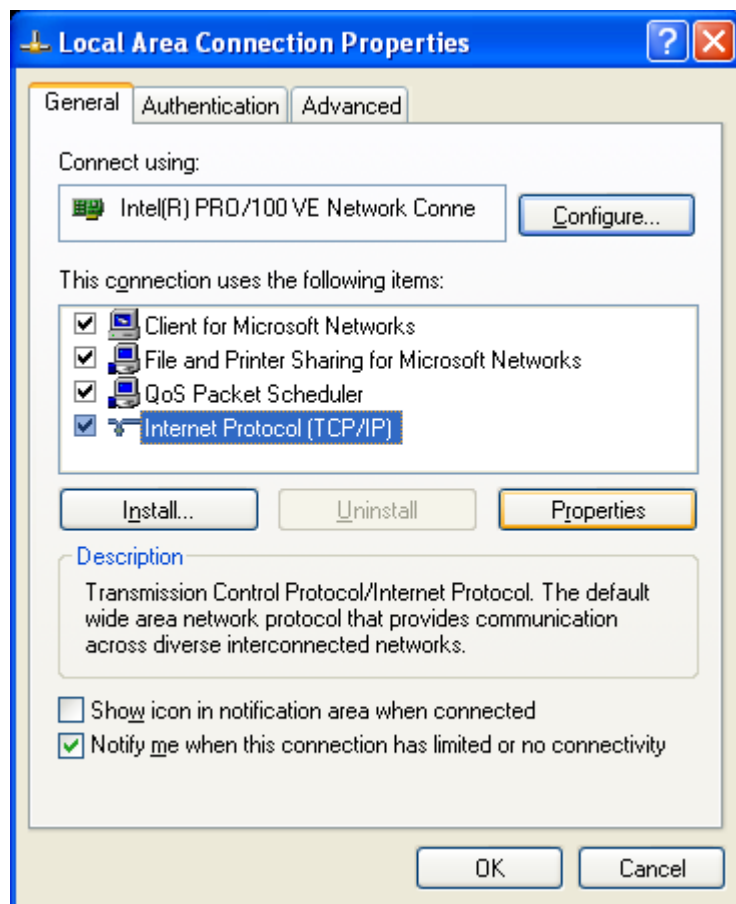 Local Area Connection Properties
General Authentication Advanced
Connect using:
Intel(R) PRO/100 VE Network Conne
Configure...
This connection uses the following items:
Client for Microsoft Networks
File and Printer Sharing for Microsoft Networks
QoS Packet Scheduler
Internet Protocol (TCP/IP)
Install... Uninstall Properties
Description
Transmission Control Protocol/Internet Protocol. The default
wide area network protocol that provides communication
across diverse interconnected networks.
Show icon in notification area when connected
Notify me when this connection has limited or no connectivity
OK Cancel